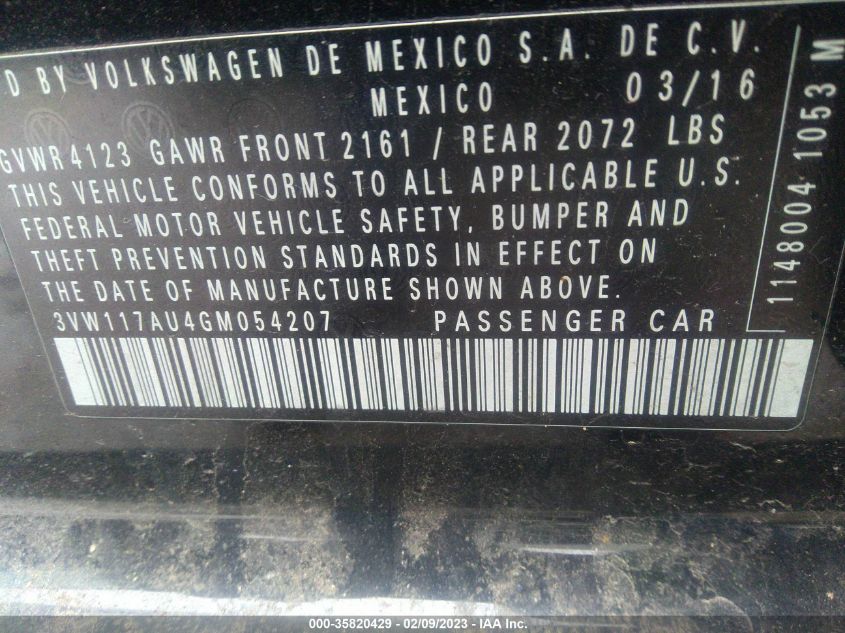 D BY VOLKSWAGEN DE MEXICO S.A. DE C.V.
MEXICO 03/16
GVWR 4123 GAWR FRONT 2161 / REAR 2072 LBS
THIS VEHICLE CONFORMS TO ALL APPLICABLE U.S.
FEDERAL MOTOR VEHICLE SAFETY, BUMPER AND
THEFT PREVENTION STANDARDS IN EFFECT ON
THE DATE OF MANUFACTURE SHOWN ABOVE.
3VW117AU4GM054207 PASSENGER CAR
1148004 1053 M
000-35820429 - 02/09/2023 - IAA Inc.